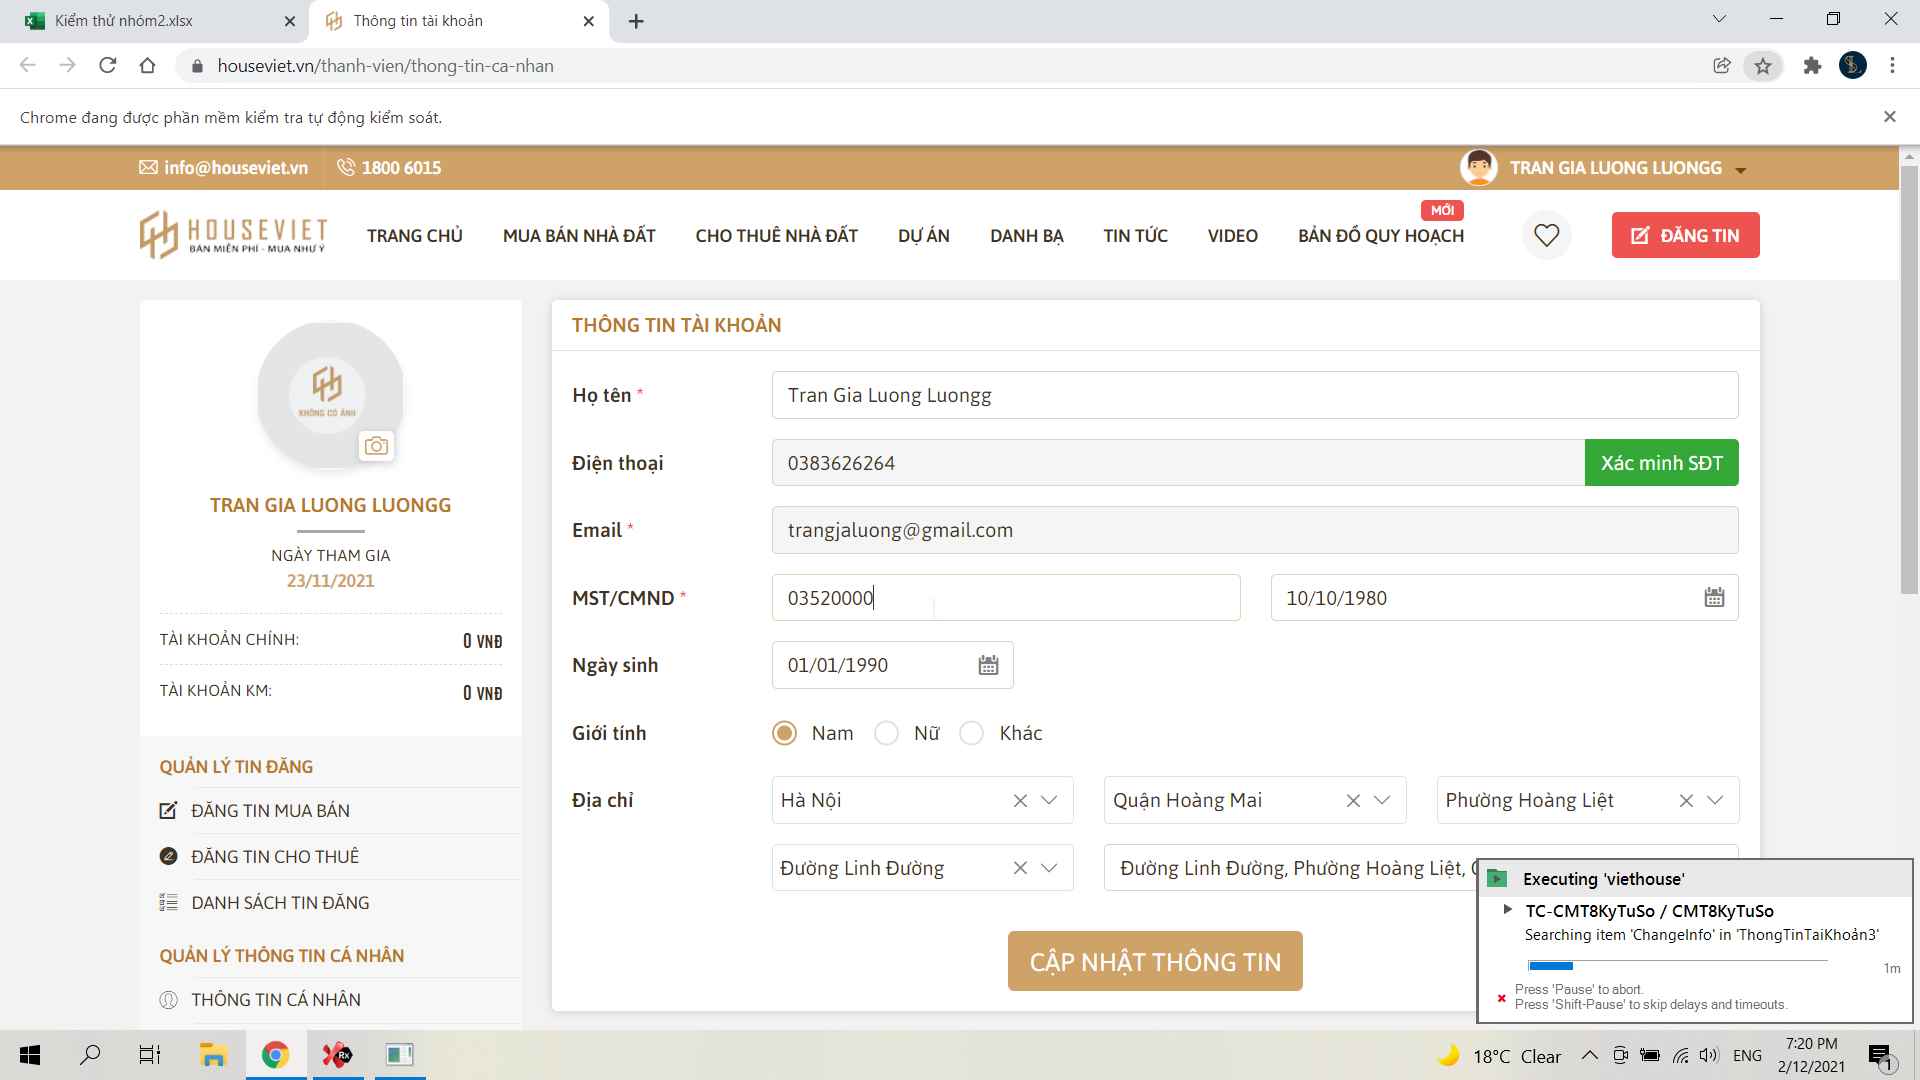 Kiểm thử nhóm2.xlsx
Thông tin tài khoản
houseviet.vn/thanh-vien/thong-tin-ca-nhan
Chrome đang được phần mềm kiểm tra tự động kiểm soát.
info@houseviet.vn
1800 6015
TRAN GIA LUONG LUONGG
HOUSEVIET
BÁN MIỄN PHÍ - MUA NHƯ Ý
TRANG CHỦ
MUA BÁN NHÀ ĐẤT
CHO THUÊ NHÀ ĐẤT
DỰ ÁN
DANH BẠ
TIN TỨC
VIDEO
BẢN ĐỒ QUY HOẠCH
MỚI
ĐĂNG TIN
KHÔNG CÓ ẢNH
TRAN GIA LUONG LUONGG
NGÀY THAM GIA
23/11/2021
TÀI KHOẢN CHÍNH: 0 VNĐ
TÀI KHOẢN KM: 0 VNĐ
QUẢN LÝ TIN ĐĂNG
ĐĂNG TIN MUA BÁN
ĐĂNG TIN CHO THUÊ
DANH SÁCH TIN ĐĂNG
QUẢN LÝ THÔNG TIN CÁ NHÂN
THÔNG TIN CÁ NHÂN
THÔNG TIN TÀI KHOẢN
Họ tên * Tran Gia Luong Luongg
Điện thoại 0383626264 Xác minh SĐT
Email * trangjaluong@gmail.com
MST/CMND * 03520000 10/10/1980
Ngày sinh 01/01/1990
Giới tính Nam Nữ Khác
Địa chỉ Hà Nội Quận Hoàng Mai Phường Hoàng Liệt
Đường Linh Đường Đường Linh Đường, Phường Hoàng Liệt,
CẬP NHẬT THÔNG TIN
Executing 'viethouse'
TC-CMT8KyTuSo / CMT8KyTuSo
Searching item 'ChangeInfo' in 'ThongTinTaiKhoản3'
1m
Press 'Pause' to abort.
Press 'Shift-Pause' to skip delays and timeouts.
Rx
18°C Clear
ENG
7:20 PM
2/12/2021
1